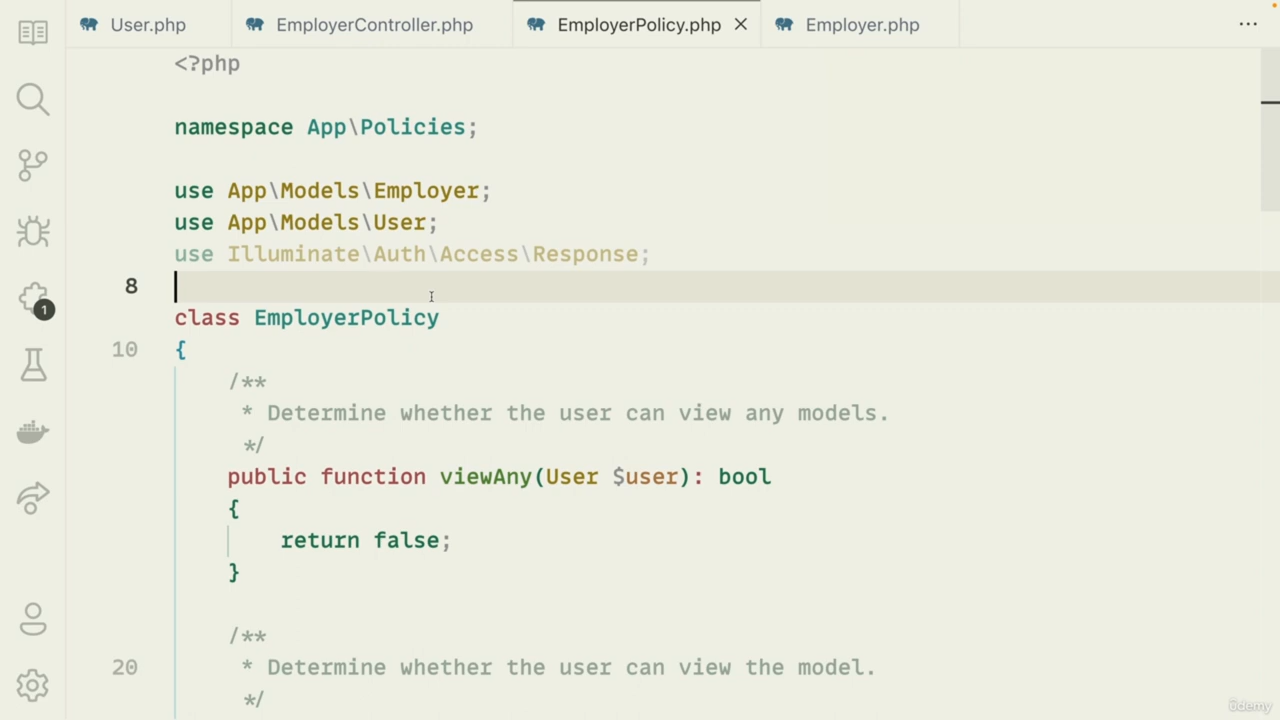 User.php
EmployerController.php
EmployerPolicy.php
Employer.php
<?php
namespace App\Policies;
use App\Models\Employer;
use App\Models\User;
use Illuminate\Auth\Access\Response;
8
class EmployerPolicy
10 {
/**
* Determine whether the user can view any models.
*/
public function viewAny(User $user): bool
{
return false;
}
/**
20 * Determine whether the user can view the model.
*/
1
ûdemy